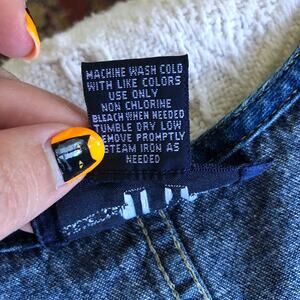 MACHINE WASH COLD
WITH LIKE COLORS
USE ONLY
NON CHLORINE
BLEACH WHEN NEEDED
TUMBLE DRY LOW
REMOVE PROMPTLY
STEAM IRON AS
NEEDED